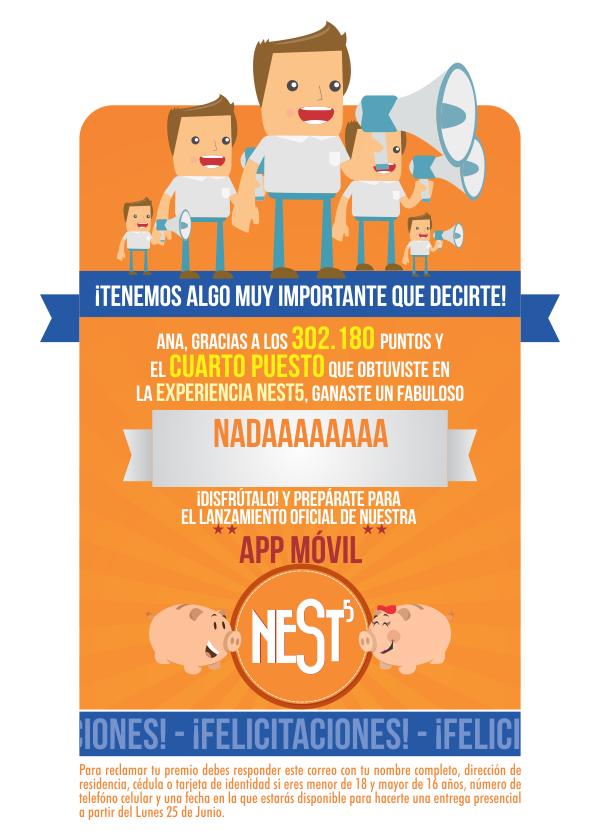 ¡TENEMOS ALGO MUY IMPORTANTE QUE DECIRTE!
ANA, GRACIAS A LOS 302.180 PUNTOS Y
EL CUARTO PUESTO QUE OBTUVISTE EN
LA EXPERIENCIA NEST5, GANASTE UN FABULOSO
NADAAAAAAAA
¡DISFRÚTALO! Y PREPÁRATE PARA
EL LANZAMIENTO OFICIAL DE NUESTRA
APP MÓVIL
NEST5
CIONES! - ¡FELICITACIONES! - ¡FELICI
Para reclamar tu premio debes responder este correo con tu nombre completo, dirección de
residencia, cédula o tarjeta de identidad si eres menor de 18 y mayor de 16 años, número de
telefóno celular y una fecha en la que estarás disponible para hacerte una entrega presencial
a partir del Lunes 25 de Junio.